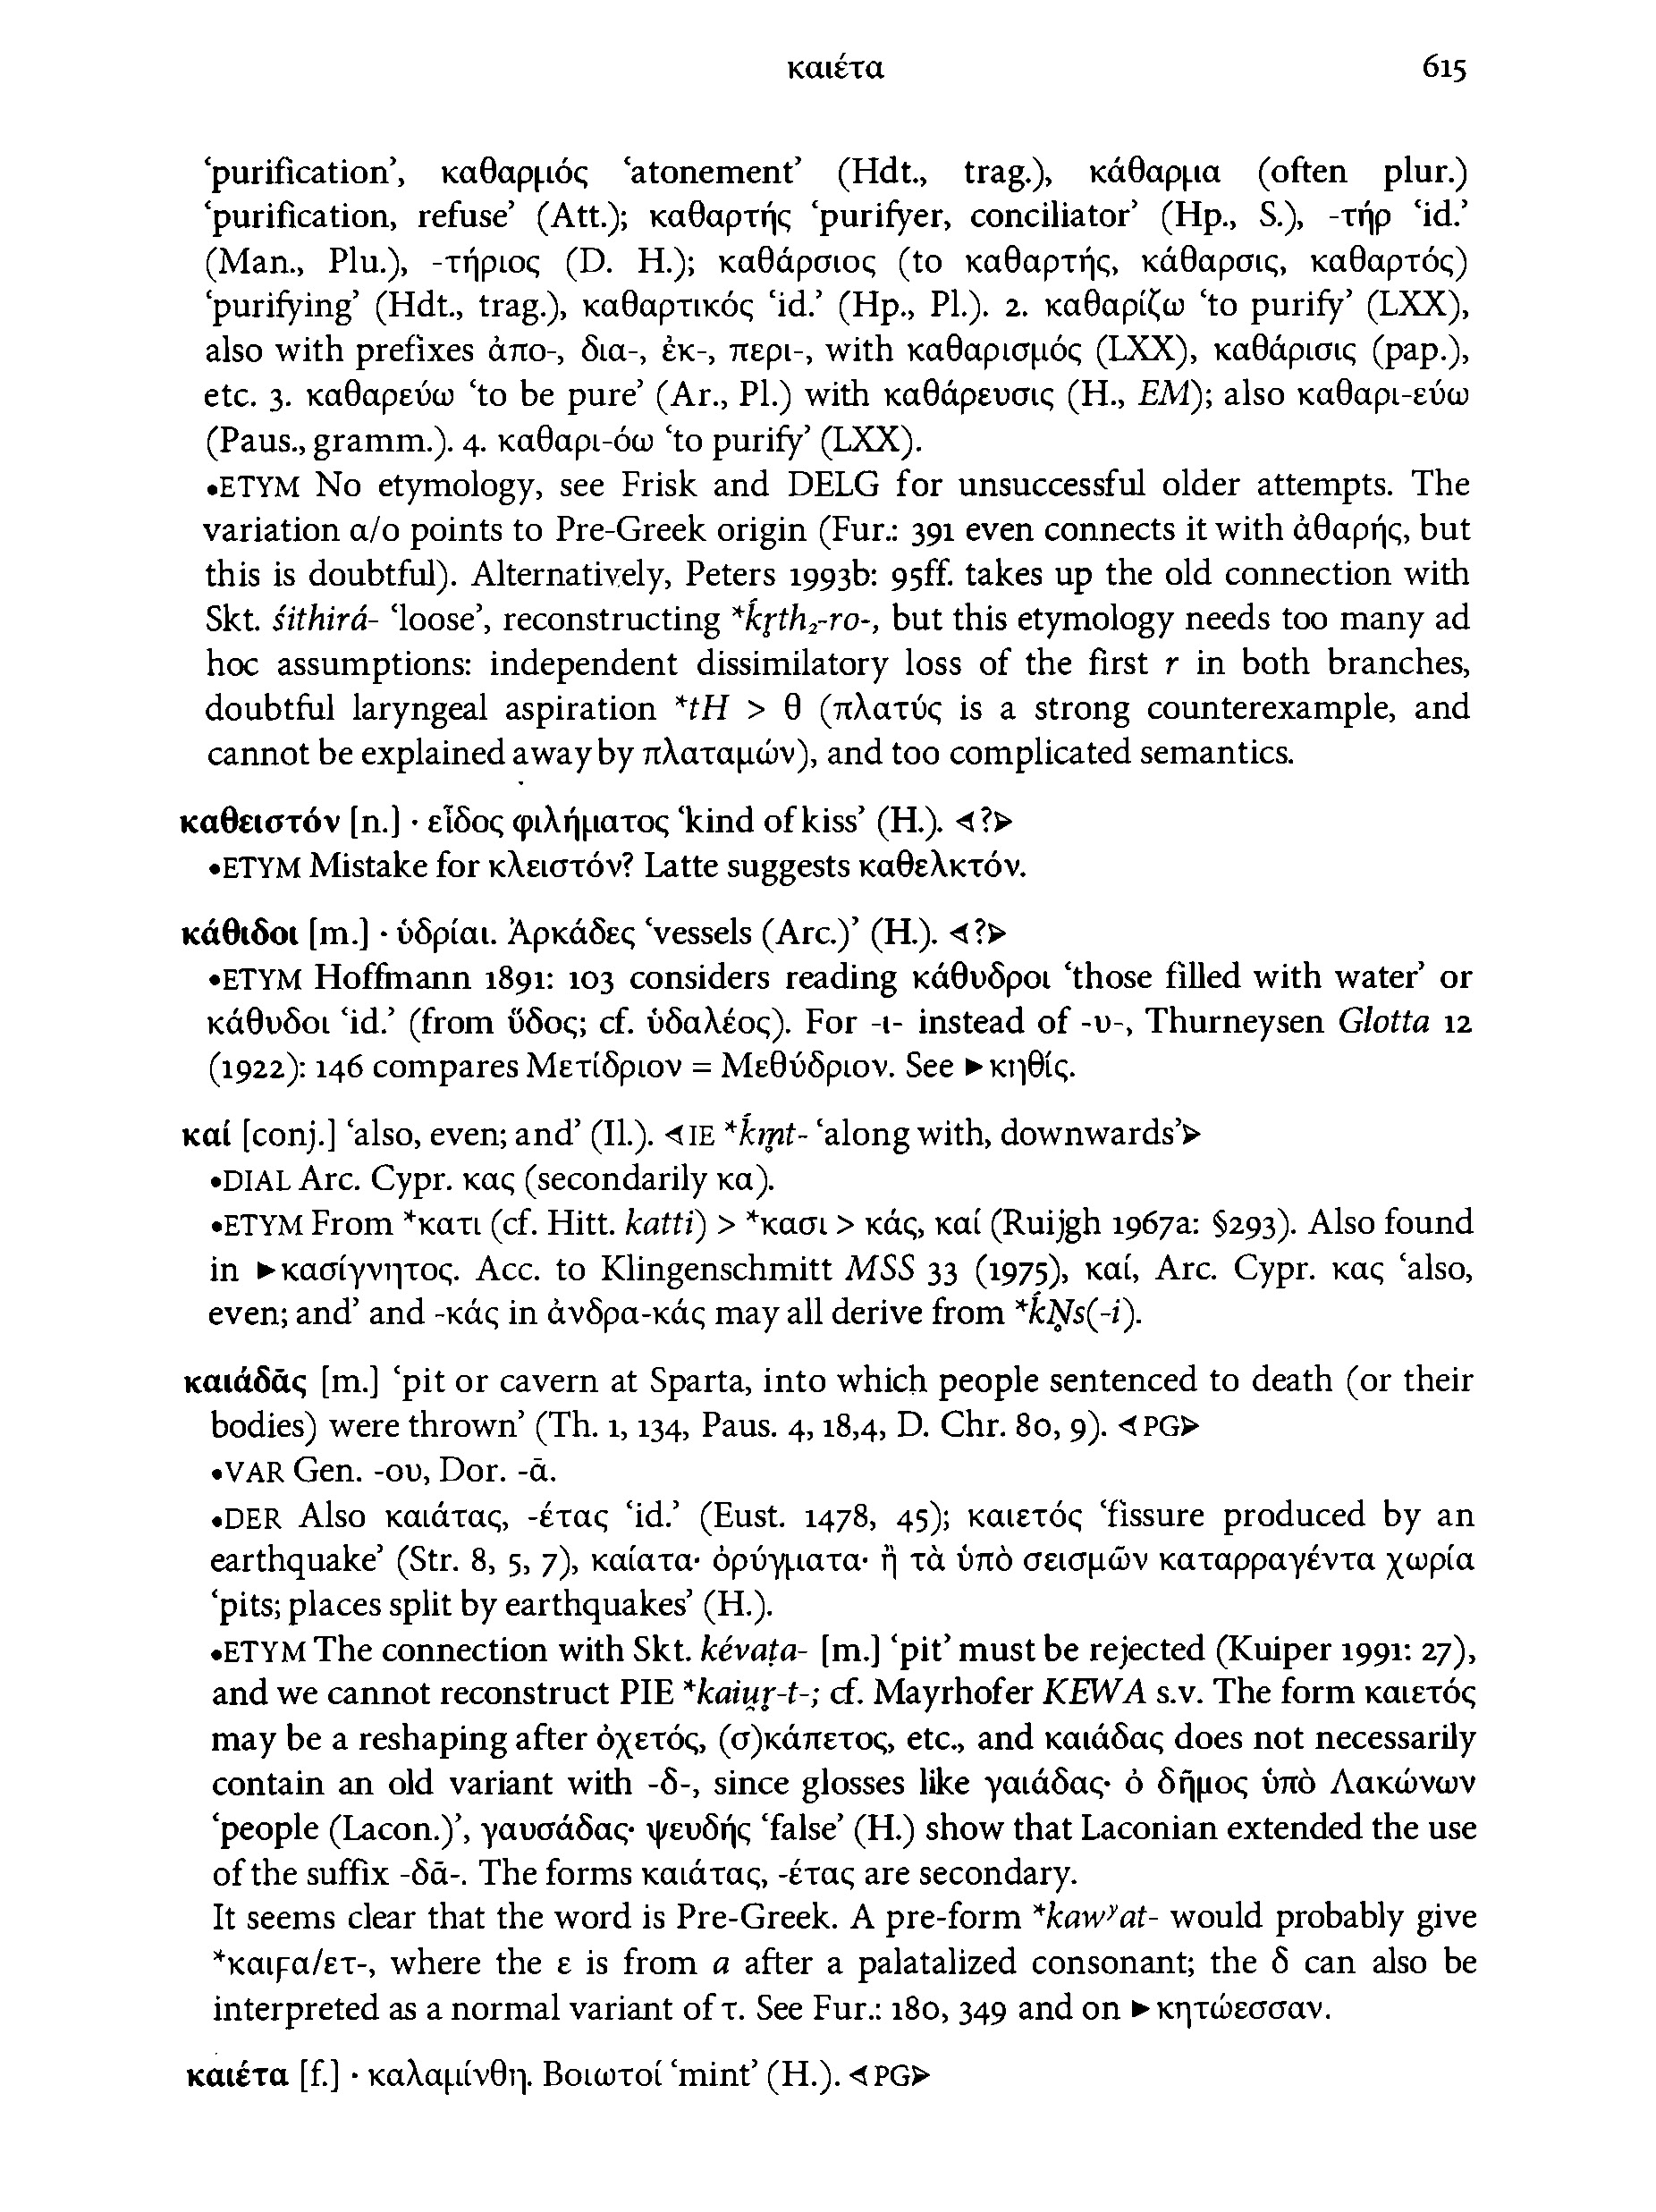 καιέτα 615
‘purification’, καθαρμός ‘atonement’ (Hdt., trag.), κάθαρμα (often plur.)
‘purification, refuse’ (Att.); καθαρτής ‘purifyer, conciliator’ (Hp., S.), -τήρ ‘id.’
(Man., Plu.), -τήριος (D. H.); καθάρσιος (to καθαρτής, κάθαρσις, καθαρτός)
‘purifying’ (Hdt., trag.), καθαρτικός ‘id.’ (Hp., Pl.). 2. καθαρίζω ‘to purify’ (LXX),
also with prefixes ἀπο-, δια-, ἐκ-, περι-, with καθαρισμός (LXX), καθάρισις (pap.),
etc. 3. καθαρεύω ‘to be pure’ (Ar., Pl.) with καθάρευσις (H., EM); also καθαρι-εύω
(Paus., gramm.). 4. καθαρι-όω ‘to purify’ (LXX).
•ETYM No etymology, see Frisk and DELG for unsuccessful older attempts. The
variation α/ο points to Pre-Greek origin (Fur.: 391 even connects it with ἀθαρής, but
this is doubtful). Alternatively, Peters 1993b: 95ff. takes up the old connection with
Skt. śithirá- ‘loose’, reconstructing *ḱr̥th₂-ro-, but this etymology needs too many ad
hoc assumptions: independent dissimilatory loss of the first r in both branches,
doubtful laryngeal aspiration *tH > θ (πλατύς is a strong counterexample, and
cannot be explained away by πλαταμών), and too complicated semantics.
καθειστόν [n.] · εἶδος φιλήματος ‘kind of kiss’ (H.). ⊲?⊳
•ETYM Mistake for κλειστόν? Latte suggests καθελκτόν.
κάθιδοι [m.] · ὑδρίαι. Ἀρκάδες ‘vessels (Arc.)’ (H.). ⊲?⊳
•ETYM Hoffmann 1891: 103 considers reading κάθυδροι ‘those filled with water’ or
κάθυδοι ‘id.’ (from ὕδος; cf. ὑδαλέος). For -ι- instead of -υ-, Thurneysen Glotta 12
(1922): 146 compares Μετίδριον = Μεθύδριον. See ►κηθίς.
καί [conj.] ‘also, even; and’ (Il.). ⊲IE *ḱm̥t- ‘along with, downwards’⊳
•DIAL Arc. Cypr. κας (secondarily κα).
•ETYM From *κατι (cf. Hitt. katti) > *κασι > κάς, καί (Ruijgh 1967a: §293). Also found
in ►κασίγνητος. Acc. to Klingenschmitt MSS 33 (1975), καί, Arc. Cypr. κας ‘also,
even; and’ and -κάς in ἀνδρα-κάς may all derive from *ḱN̥s(-i).
καιάδᾱς [m.] ‘pit or cavern at Sparta, into which people sentenced to death (or their
bodies) were thrown’ (Th. 1, 134, Paus. 4, 18,4, D. Chr. 80, 9). ⊲PG⊳
•VAR Gen. -ου, Dor. -ᾱ.
•DER Also καιάτας, -έτας ‘id.’ (Eust. 1478, 45); καιετός ‘fissure produced by an
earthquake’ (Str. 8, 5, 7), καίατα· ὀρύγματα· ἢ τὰ ὑπὸ σεισμῶν καταρραγέντα χωρία
‘pits; places split by earthquakes’ (H.).
•ETYM The connection with Skt. kévaṭa- [m.] ‘pit’ must be rejected (Kuiper 1991: 27),
and we cannot reconstruct PIE *kaiu̯r̥-t-; cf. Mayrhofer KEWA s.v. The form καιετός
may be a reshaping after ὀχετός, (σ)κάπετος, etc., and καιάδας does not necessarily
contain an old variant with -δ-, since glosses like γαιάδας· ὁ δῆμος ὑπὸ Λακώνων
‘people (Lacon.)’, γαυσάδας· ψευδής ‘false’ (H.) show that Laconian extended the use
of the suffix -δᾱ-. The forms καιάτας, -έτας are secondary.
It seems clear that the word is Pre-Greek. A pre-form *kawʸat- would probably give
*καιϝα/ετ-, where the ε is from a after a palatalized consonant; the δ can also be
interpreted as a normal variant of τ. See Fur.: 180, 349 and on ►κητώεσσαν.
καιέτα [f.] · καλαμίνθη. Βοιωτοί ‘mint’ (H.). ⊲PG⊳